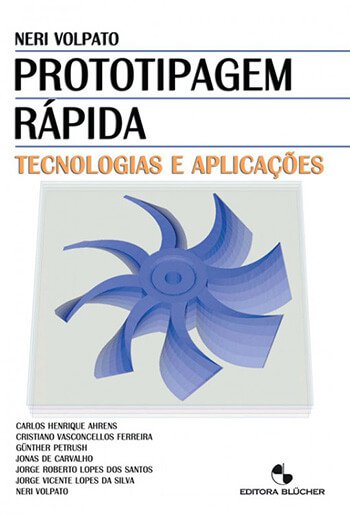 NERI VOLPATO
PROTOTIPAGEM
RÁPIDA
TECNOLOGIAS E APLICAÇÕES
CARLOS HENRIQUE AHRENS
CRISTIANO VASCONCELLOS FERREIRA
GÜNTHER PETRUSH
JONAS DE CARVALHO
JORGE ROBERTO LOPES DOS SANTOS
JORGE VICENTE LOPES DA SILVA
NERI VOLPATO
EDITORA BLÜCHER